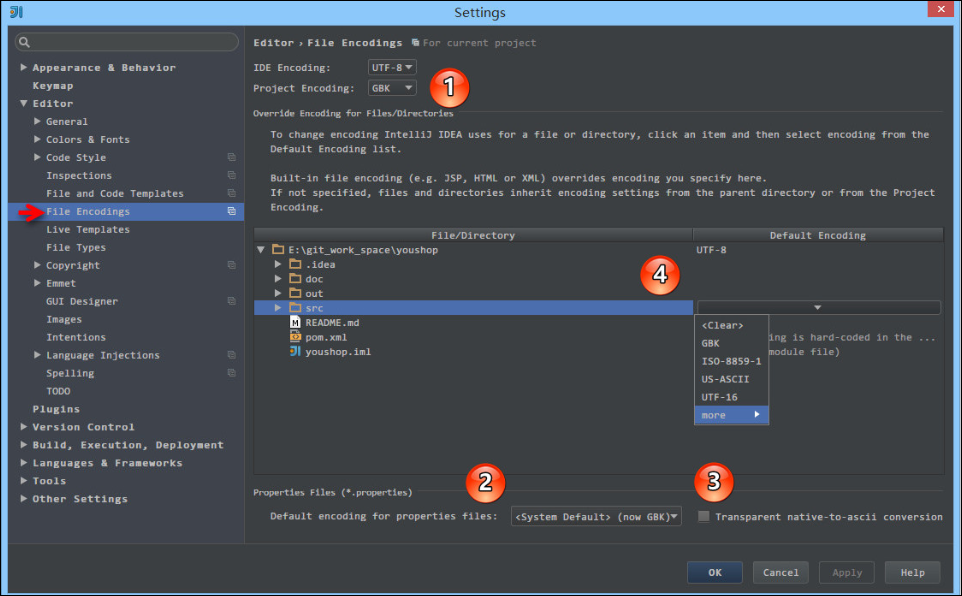 Settings
Editor › File Encodings For current project
Appearance & Behavior
Keymap
Editor
General
Colors & Fonts
Code Style
Inspections
File and Code Templates
File Encodings
Live Templates
File Types
Copyright
Emmet
GUI Designer
Images
Intentions
Language Injections
Spelling
TODO
Plugins
Version Control
Build, Execution, Deployment
Languages & Frameworks
Tools
Other Settings
IDE Encoding: UTF-8
Project Encoding: GBK
1
Override Encoding for Files/Directories
To change encoding IntelliJ IDEA uses for a file or directory, click an item and then select encoding from the
Default Encoding list.
Built-in file encoding (e.g. JSP, HTML or XML) overrides encoding you specify here.
If not specified, files and directories inherit encoding settings from the parent directory or from the Project
Encoding.
File/Directory Default Encoding
E:\git_work_space\youshop UTF-8
.idea
4
doc
out
src
README.md
pom.xml
youshop.iml
<Clear>
GBK
ing is hard-coded in the ...
ISO-8859-1
module file)
US-ASCII
UTF-16
more
2
3
Properties Files (*.properties)
Default encoding for properties files: <System Default> (now GBK) Transparent native-to-ascii conversion
OK Cancel Apply Help